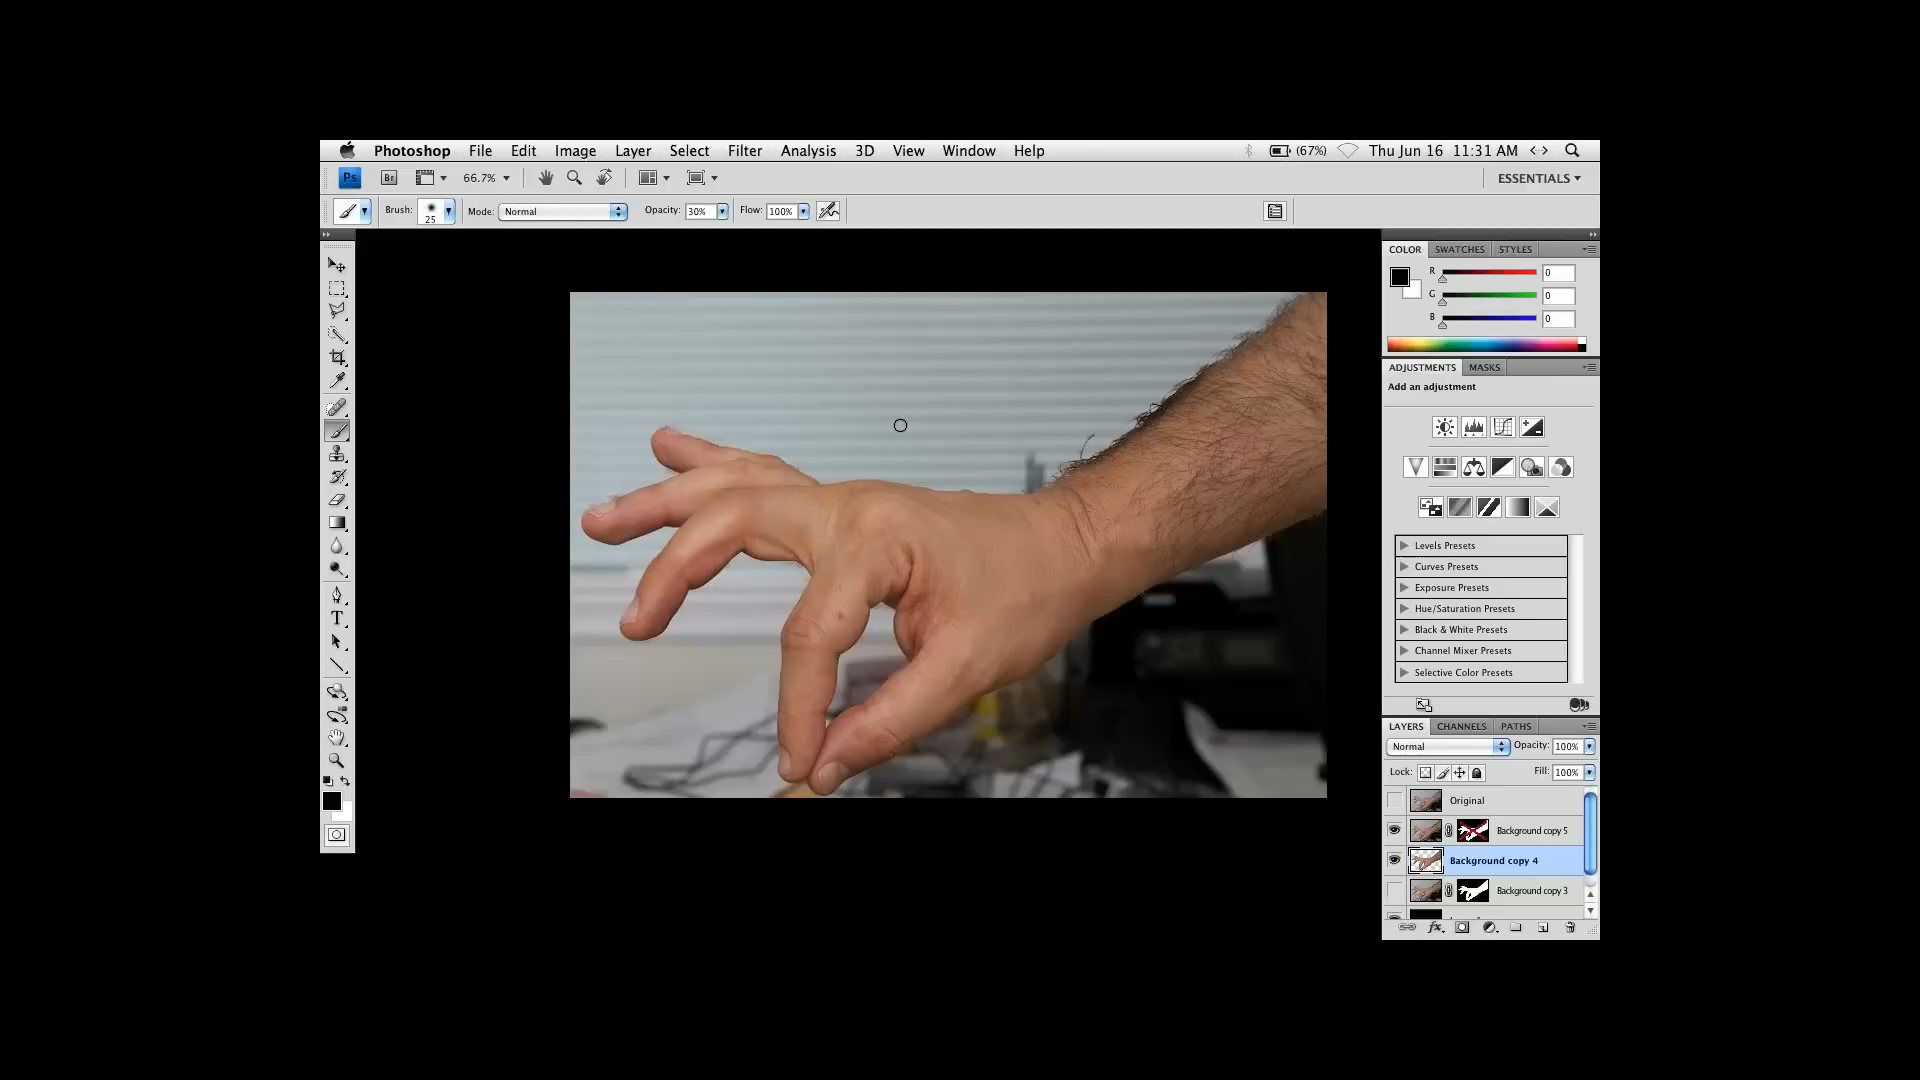 Photoshop File Edit Image Layer Select Filter Analysis 3D View Window Help (67%) Thu Jun 16 11:31 AM
Ps Br 66.7% ESSENTIALS
Brush: 25 Mode: Normal Opacity: 30% Flow: 100%
COLOR SWATCHES STYLES
R 0
G 0
B 0
ADJUSTMENTS MASKS
Add an adjustment
Levels Presets
Curves Presets
Exposure Presets
Hue/Saturation Presets
Black & White Presets
Channel Mixer Presets
Selective Color Presets
LAYERS CHANNELS PATHS
Normal Opacity: 100%
Lock: Fill: 100%
Original
Background copy 5
Background copy 4
Background copy 3
fx